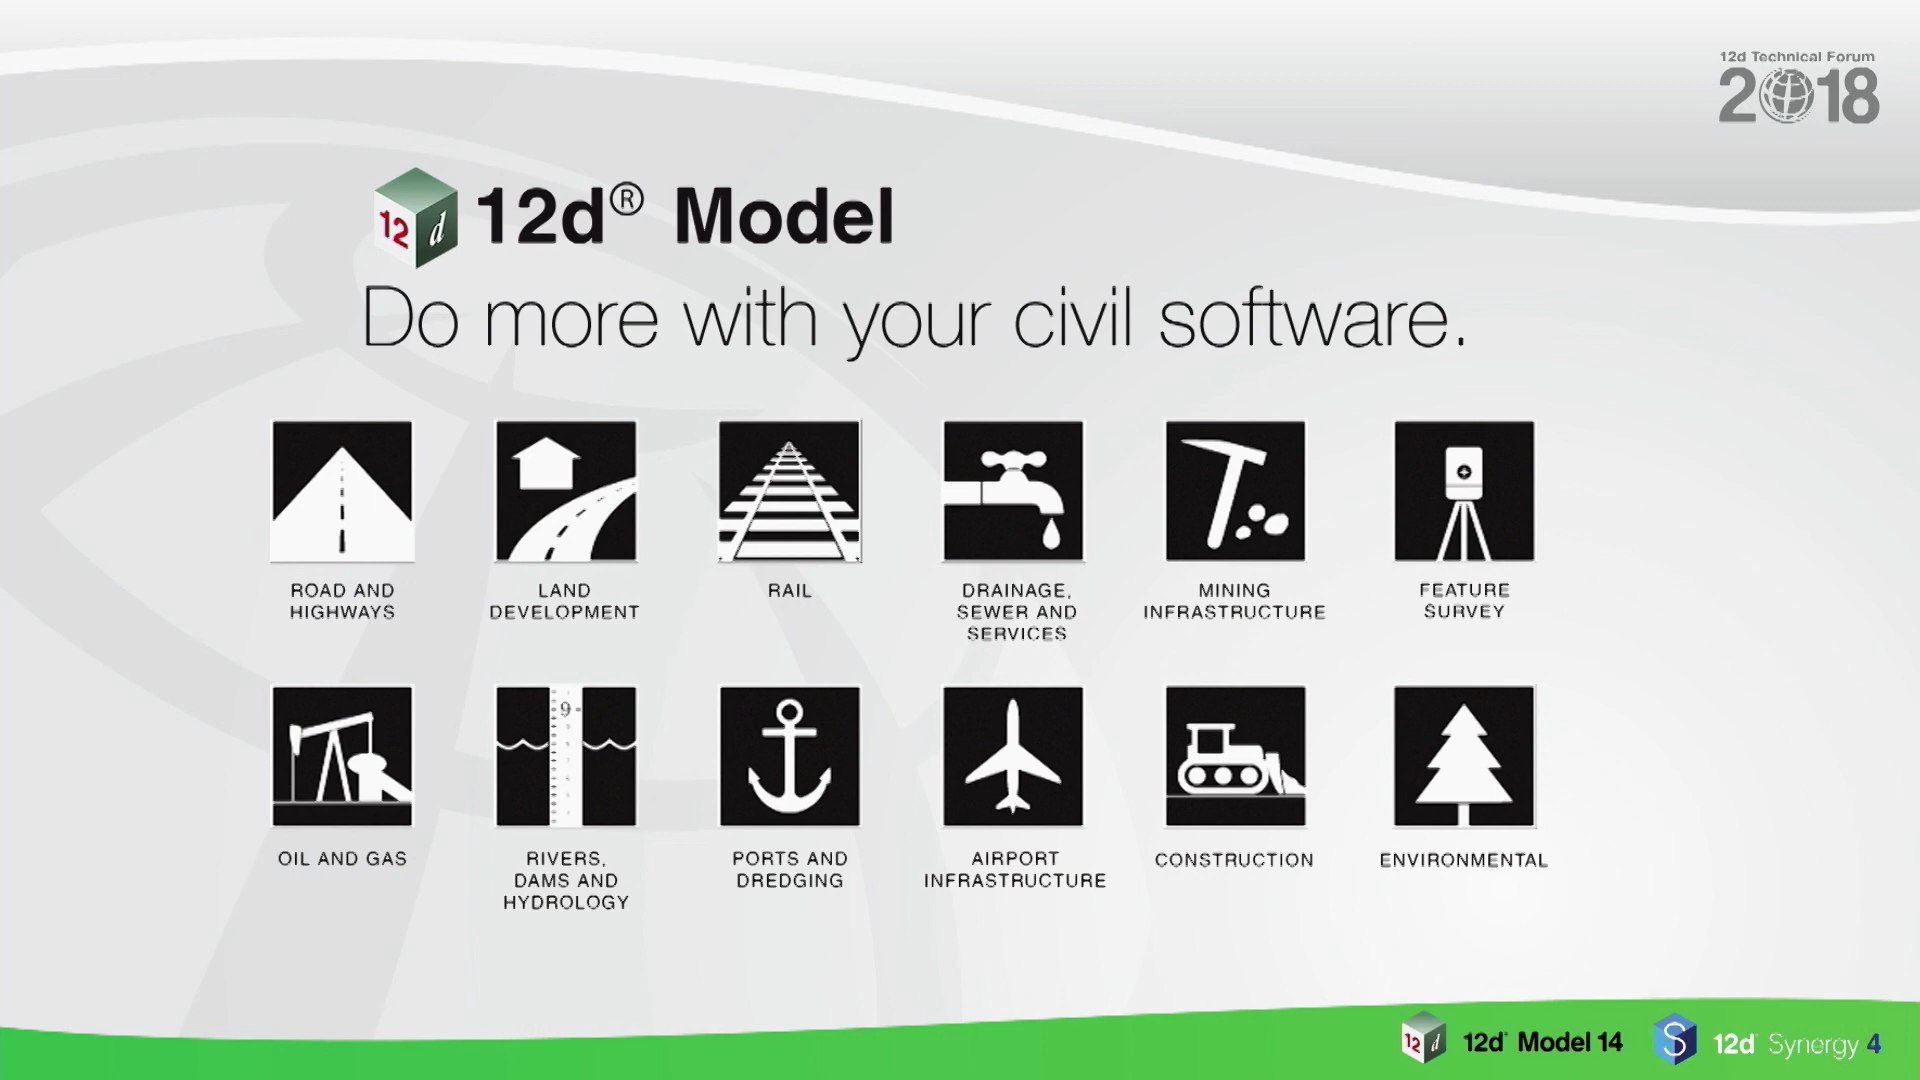 12d Technical Forum
2018
12d
12d® Model
Do more with your civil software.
ROAD AND
HIGHWAYS
LAND
DEVELOPMENT
RAIL
DRAINAGE,
SEWER AND
SERVICES
MINING
INFRASTRUCTURE
FEATURE
SURVEY
9
OIL AND GAS
RIVERS,
DAMS AND
HYDROLOGY
PORTS AND
DREDGING
AIRPORT
INFRASTRUCTURE
CONSTRUCTION
ENVIRONMENTAL
12d
12d Model 14
S
12d Synergy 4